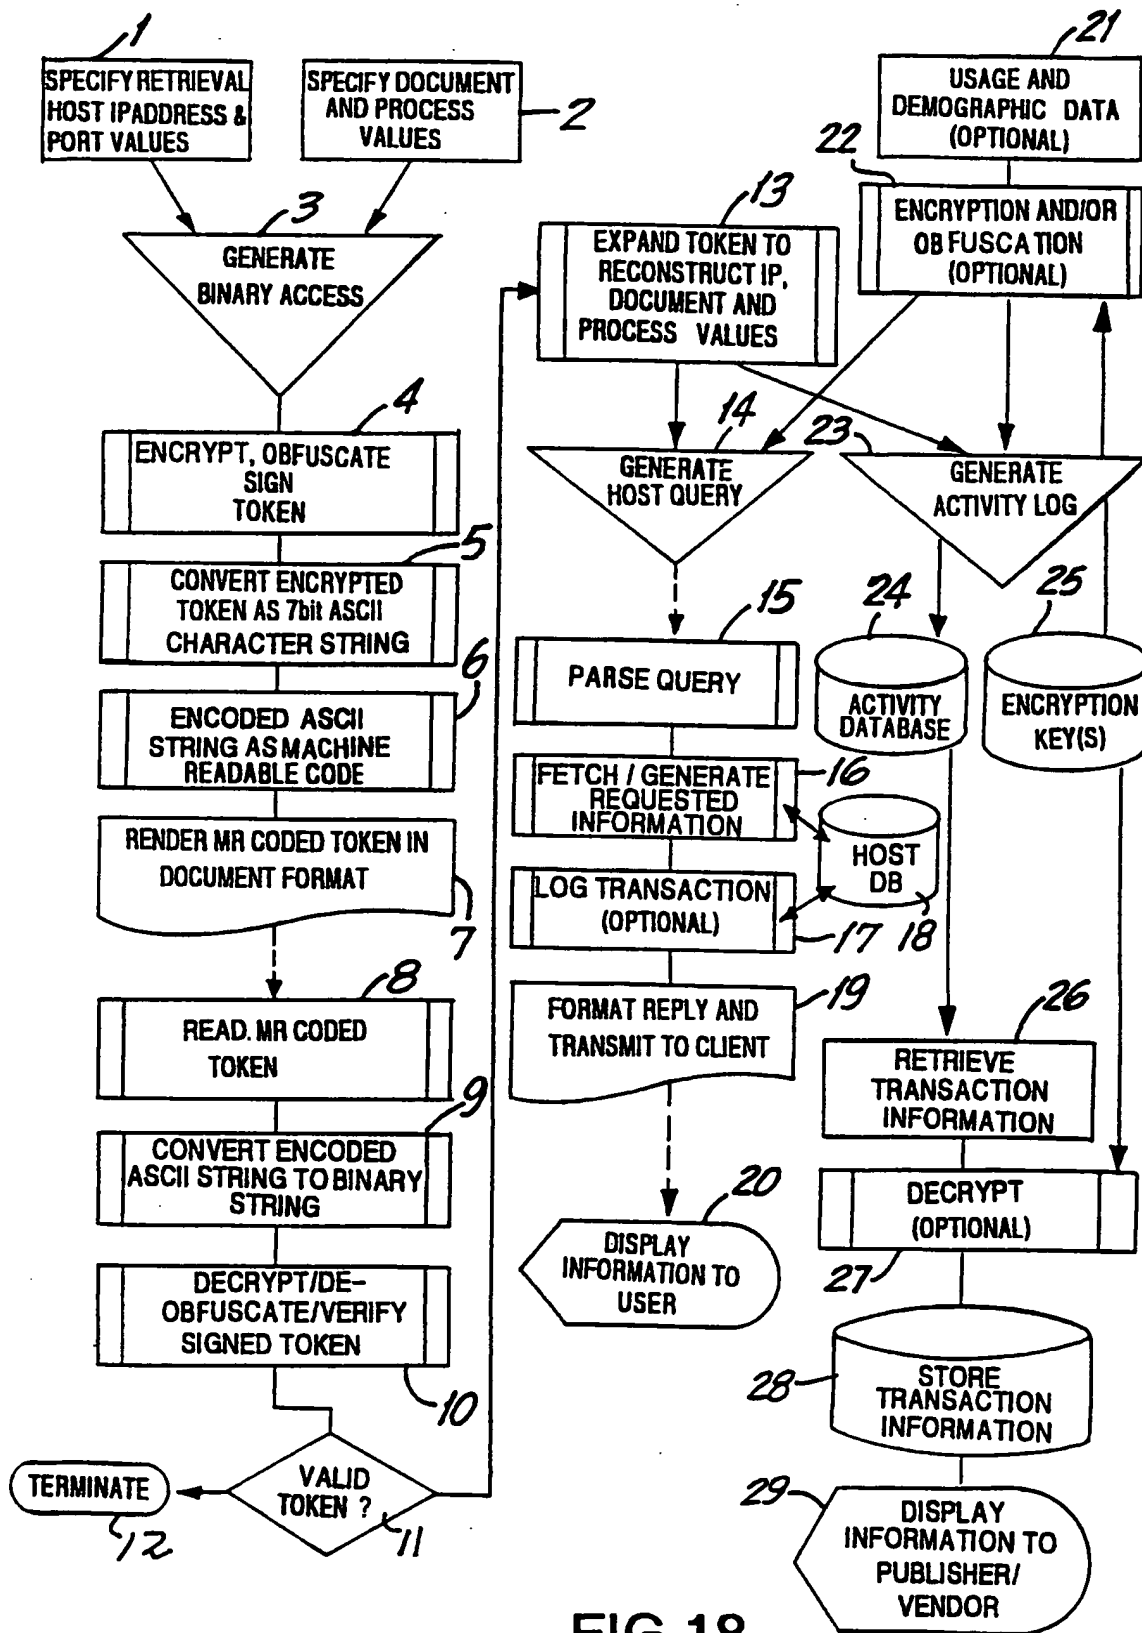 1
SPECIFY RETRIEVAL
HOST IPADDRESS &
PORT VALUES
SPECIFY DOCUMENT
AND PROCESS
VALUES
2
3
GENERATE
BINARY ACCESS
4
ENCRYPT, OBFUSCATE
SIGN
TOKEN
5
CONVERT ENCRYPTED
TOKEN AS 7bit ASCII
CHARACTER STRING
6
ENCODED ASCII
STRING AS MACHINE
READABLE CODE
RENDER MR CODED TOKEN IN
DOCUMENT FORMAT
7
8
READ. MR CODED
TOKEN
9
CONVERT ENCODED
ASCII STRING TO BINARY
STRING
DECRYPT/DE-
OBFUSCATE/VERIFY
SIGNED TOKEN
10
VALID
TOKEN ?
11
TERMINATE
12
13
EXPAND TOKEN TO
RECONSTRUCT IP,
DOCUMENT AND
PROCESS VALUES
14
GENERATE
HOST QUERY
15
PARSE QUERY
FETCH / GENERATE
REQUESTED
INFORMATION
16
LOG TRANSACTION
(OPTIONAL)
17
HOST
DB
18
19
FORMAT REPLY AND
TRANSMIT TO CLIENT
20
DISPLAY
INFORMATION TO
USER
21
USAGE AND
DEMOGRAPHIC DATA
(OPTIONAL)
22
ENCRYPTION AND/OR
OBFUSCATION
(OPTIONAL)
23
GENERATE
ACTIVITY LOG
24
ACTIVITY
DATABASE
25
ENCRYPTION
KEY(S)
26
RETRIEVE
TRANSACTION
INFORMATION
DECRYPT
(OPTIONAL)
27
28
STORE
TRANSACTION
INFORMATION
29
DISPLAY
INFORMATION TO
PUBLISHER/
VENDOR
FIG.18